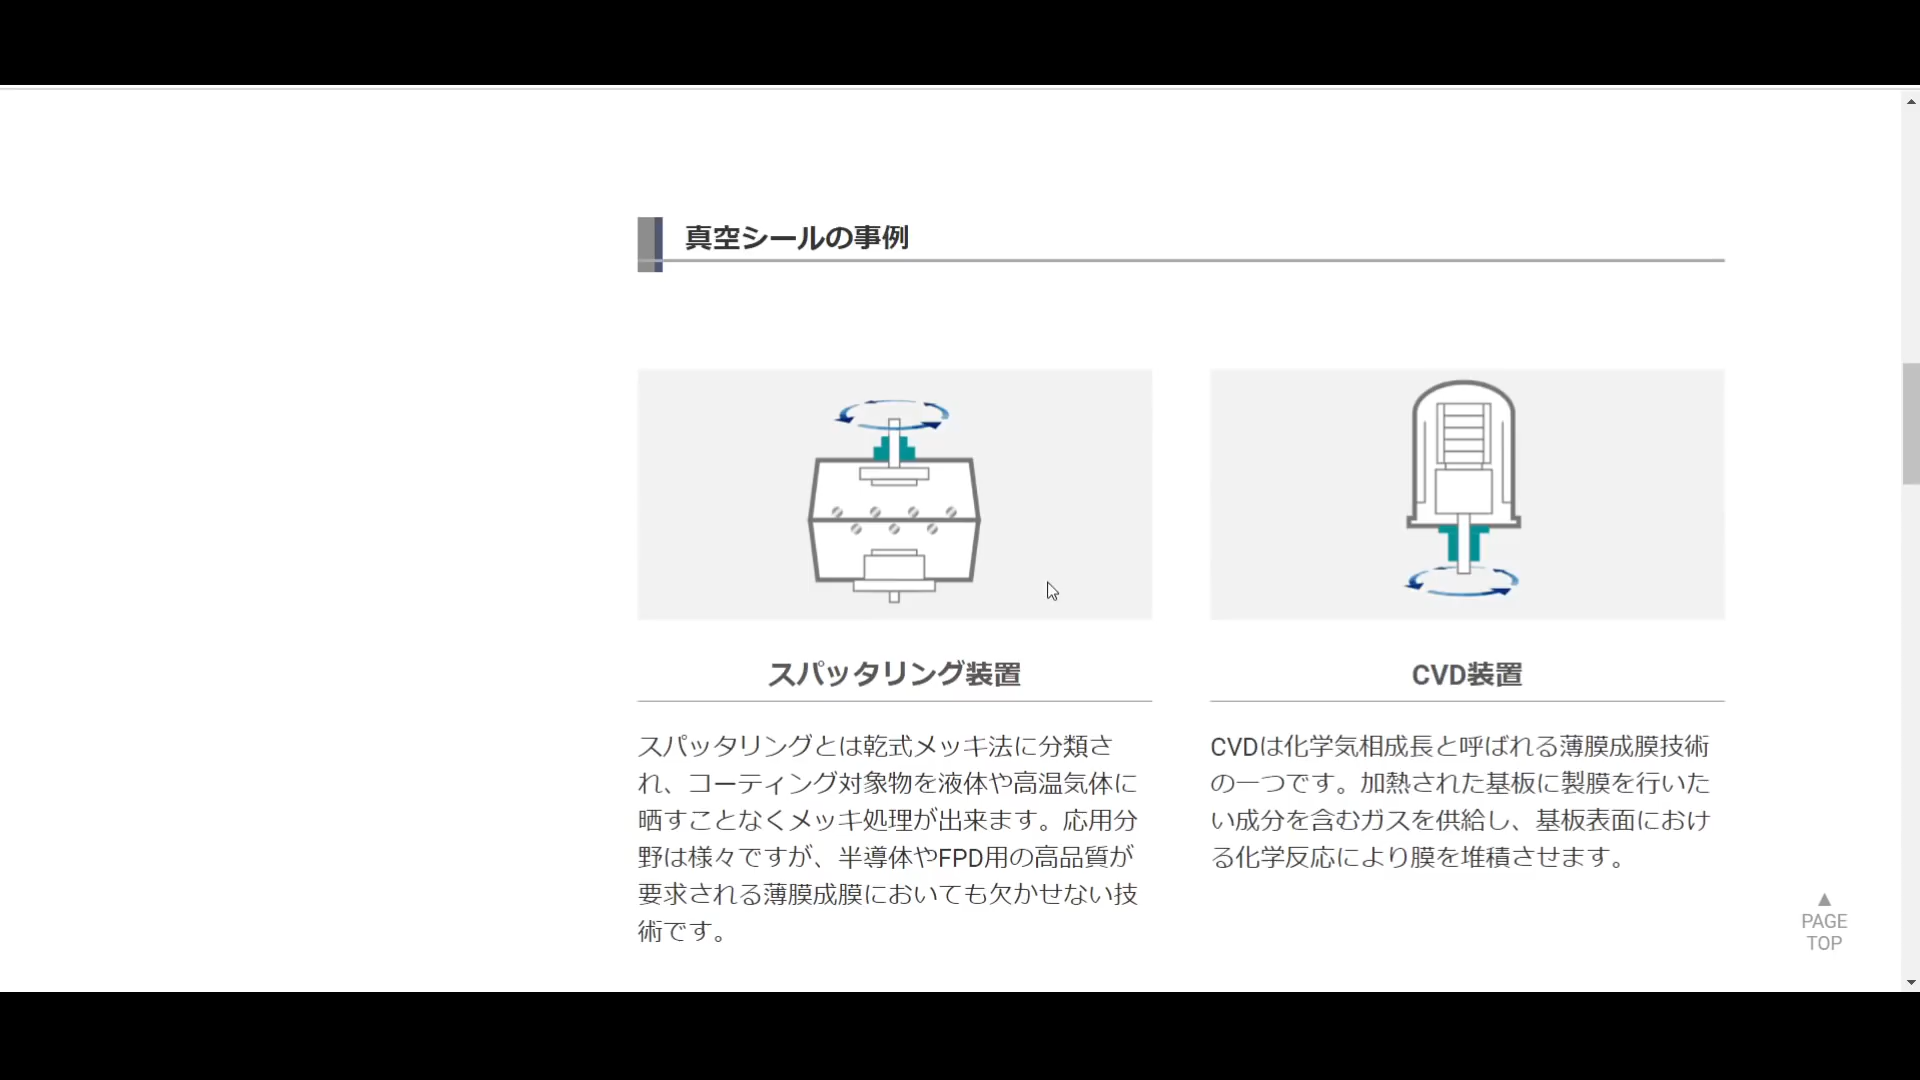 真空シールの事例
スパッタリング装置
スパッタリングとは乾式メッキ法に分類さ
れ、コーティング対象物を液体や高温気体に
晒すことなくメッキ処理が出来ます。応用分
野は様々ですが、半導体やFPD用の高品質が
要求される薄膜成膜においても欠かせない技
術です。
CVD装置
CVDは化学気相成長と呼ばれる薄膜成膜技術
の一つです。加熱された基板に製膜を行いた
い成分を含むガスを供給し、基板表面におけ
る化学反応により膜を堆積させます。
▲
PAGE
TOP